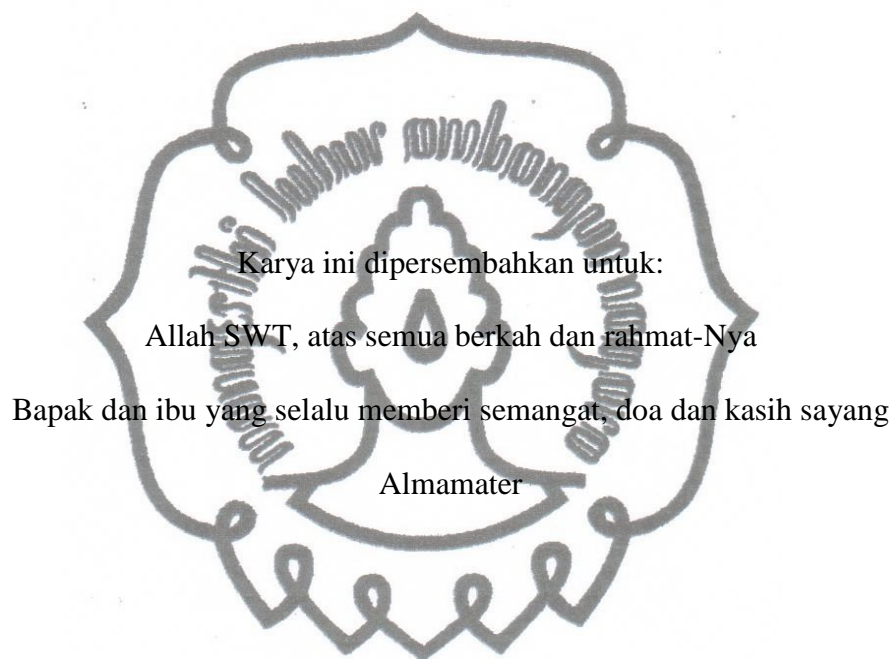 Karya ini dipersembahkan untuk:
Allah SWT, atas semua berkah dan rahmat-Nya
Bapak dan ibu yang selalu memberi semangat, doa dan kasih sayang
Almamater